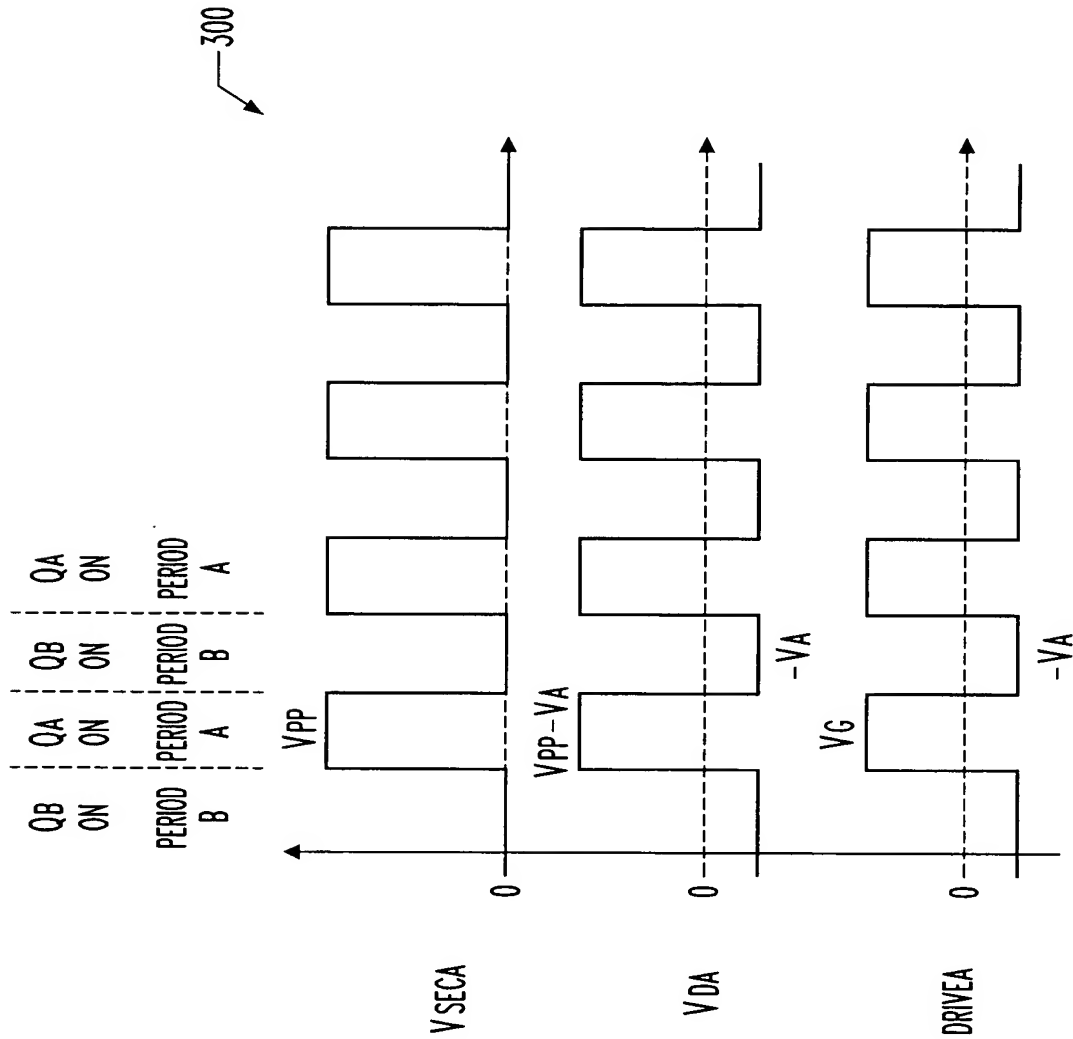 300
QB QA QB QA
ON ON ON ON
PERIOD PERIOD PERIOD PERIOD
B A B A
VPP
VSECA
0
VPP-VA
VDA
0
-VA
VG
DRIVEA
0
-VA